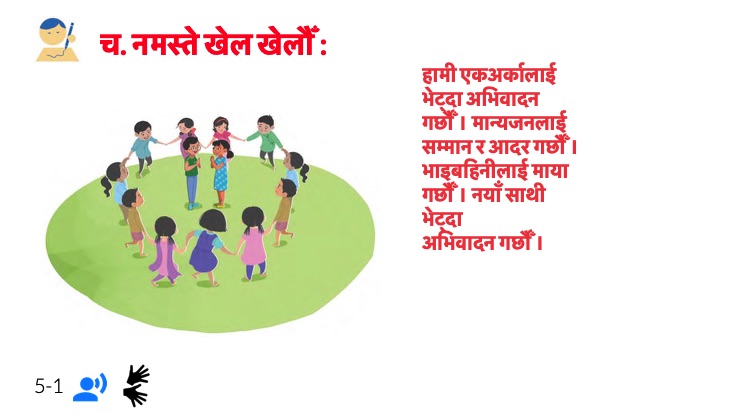 च. नमस्ते खेल खेलौँ :
हामी एकअर्कालाई
भेट्दा अभिवादन
गर्छौँ । मान्यजनलाई
सम्मान र आदर गर्छौँ ।
भाइबहिनीलाई माया
गर्छौँ । नयाँ साथी
भेट्दा
अभिवादन गर्छौँ ।
5-1